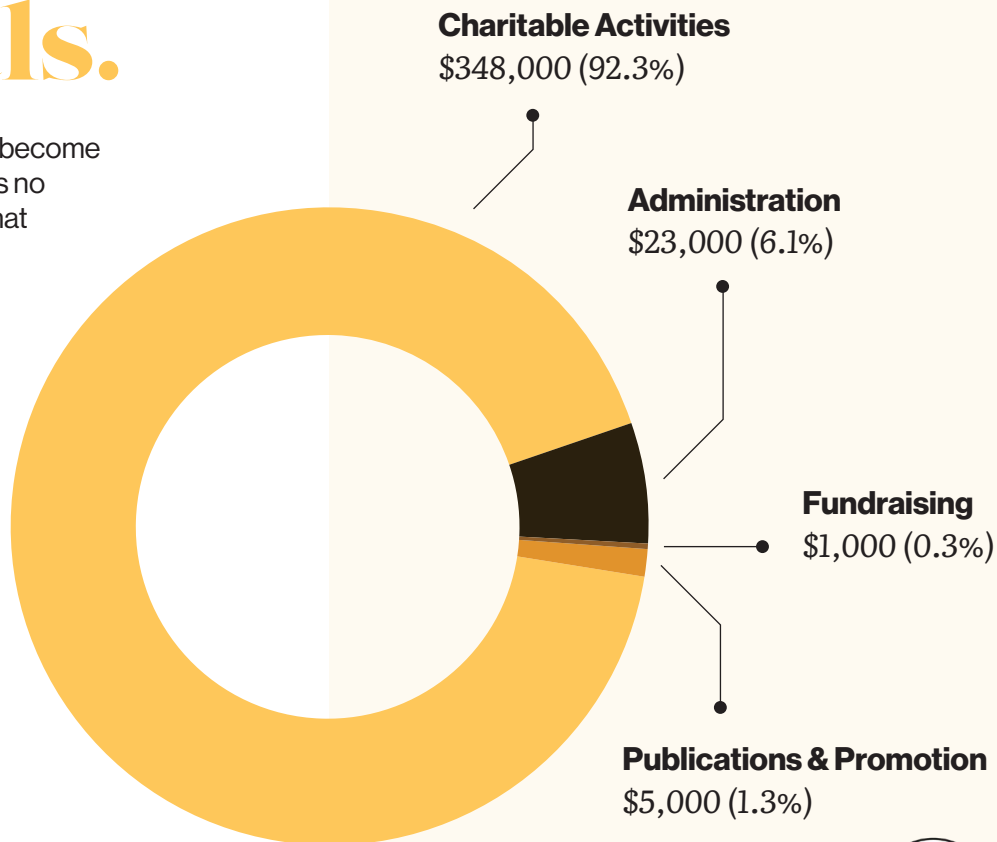 ls.
become
s no
hat
Charitable Activities
$348,000 (92.3%)
Administration
$23,000 (6.1%)
Fundraising
$1,000 (0.3%)
Publications & Promotion
$5,000 (1.3%)